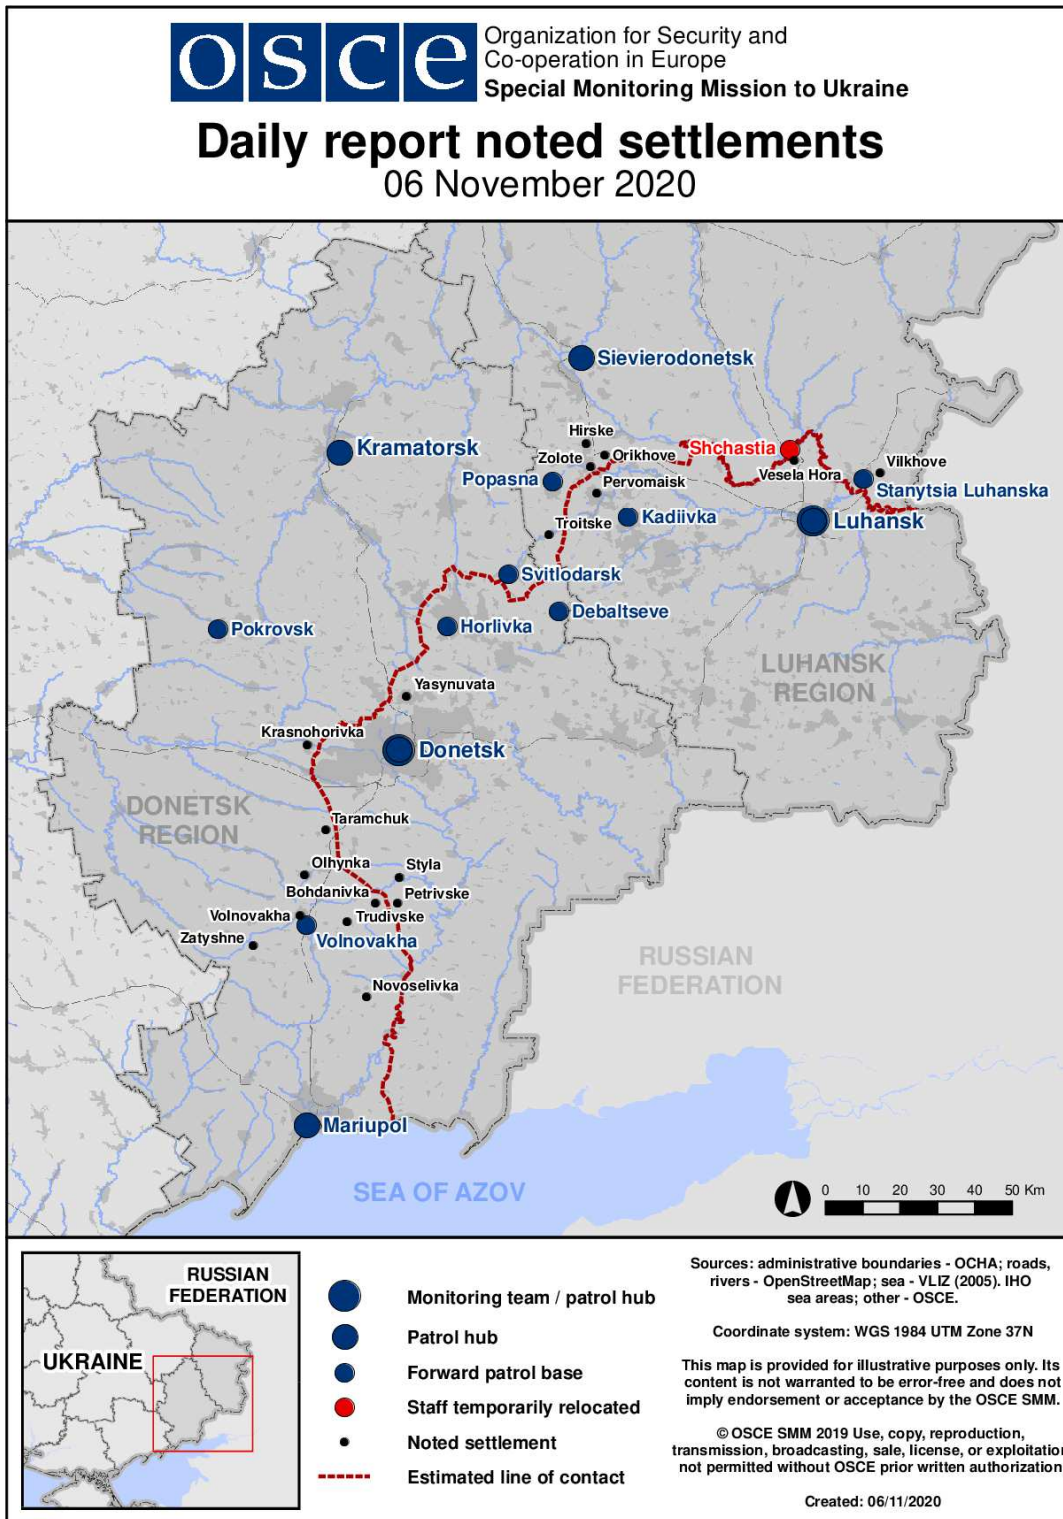 osce
Organization for Security and
Co-operation in Europe
Special Monitoring Mission to Ukraine
Daily report noted settlements
06 November 2020
Sievierodonetsk
Hirske
Shchastia
Kramatorsk
Orikhove
Zolote
Vilkhove
Vesela Hora
Popasna
Pervomaisk
Stanytsia Luhanska
Kadiivka
Luhansk
Troitske
Svitlodarsk
Debaltseve
Horlivka
Pokrovsk
LUHANSK
REGION
Yasynuvata
Krasnohorivka
Donetsk
DONETSK
REGION
Taramchuk
Olhynka
Styla
Bohdanivka
Petrivske
Volnovakha
Trudivske
Zatyshne
Volnovakha
RUSSIAN
FEDERATION
Novoselivka
Mariupol
SEA OF AZOV
0 10 20 30 40 50 Km
RUSSIAN
FEDERATION
UKRAINE
Monitoring team / patrol hub
Patrol hub
Forward patrol base
Staff temporarily relocated
Noted settlement
Estimated line of contact
Sources: administrative boundaries - OCHA; roads,
rivers - OpenStreetMap; sea - VLIZ (2005). IHO
sea areas; other - OSCE.
Coordinate system: WGS 1984 UTM Zone 37N
This map is provided for illustrative purposes only. Its
content is not warranted to be error-free and does not
imply endorsement or acceptance by the OSCE SMM.
© OSCE SMM 2019 Use, copy, reproduction,
transmission, broadcasting, sale, license, or exploitation
not permitted without OSCE prior written authorization
Created: 06/11/2020